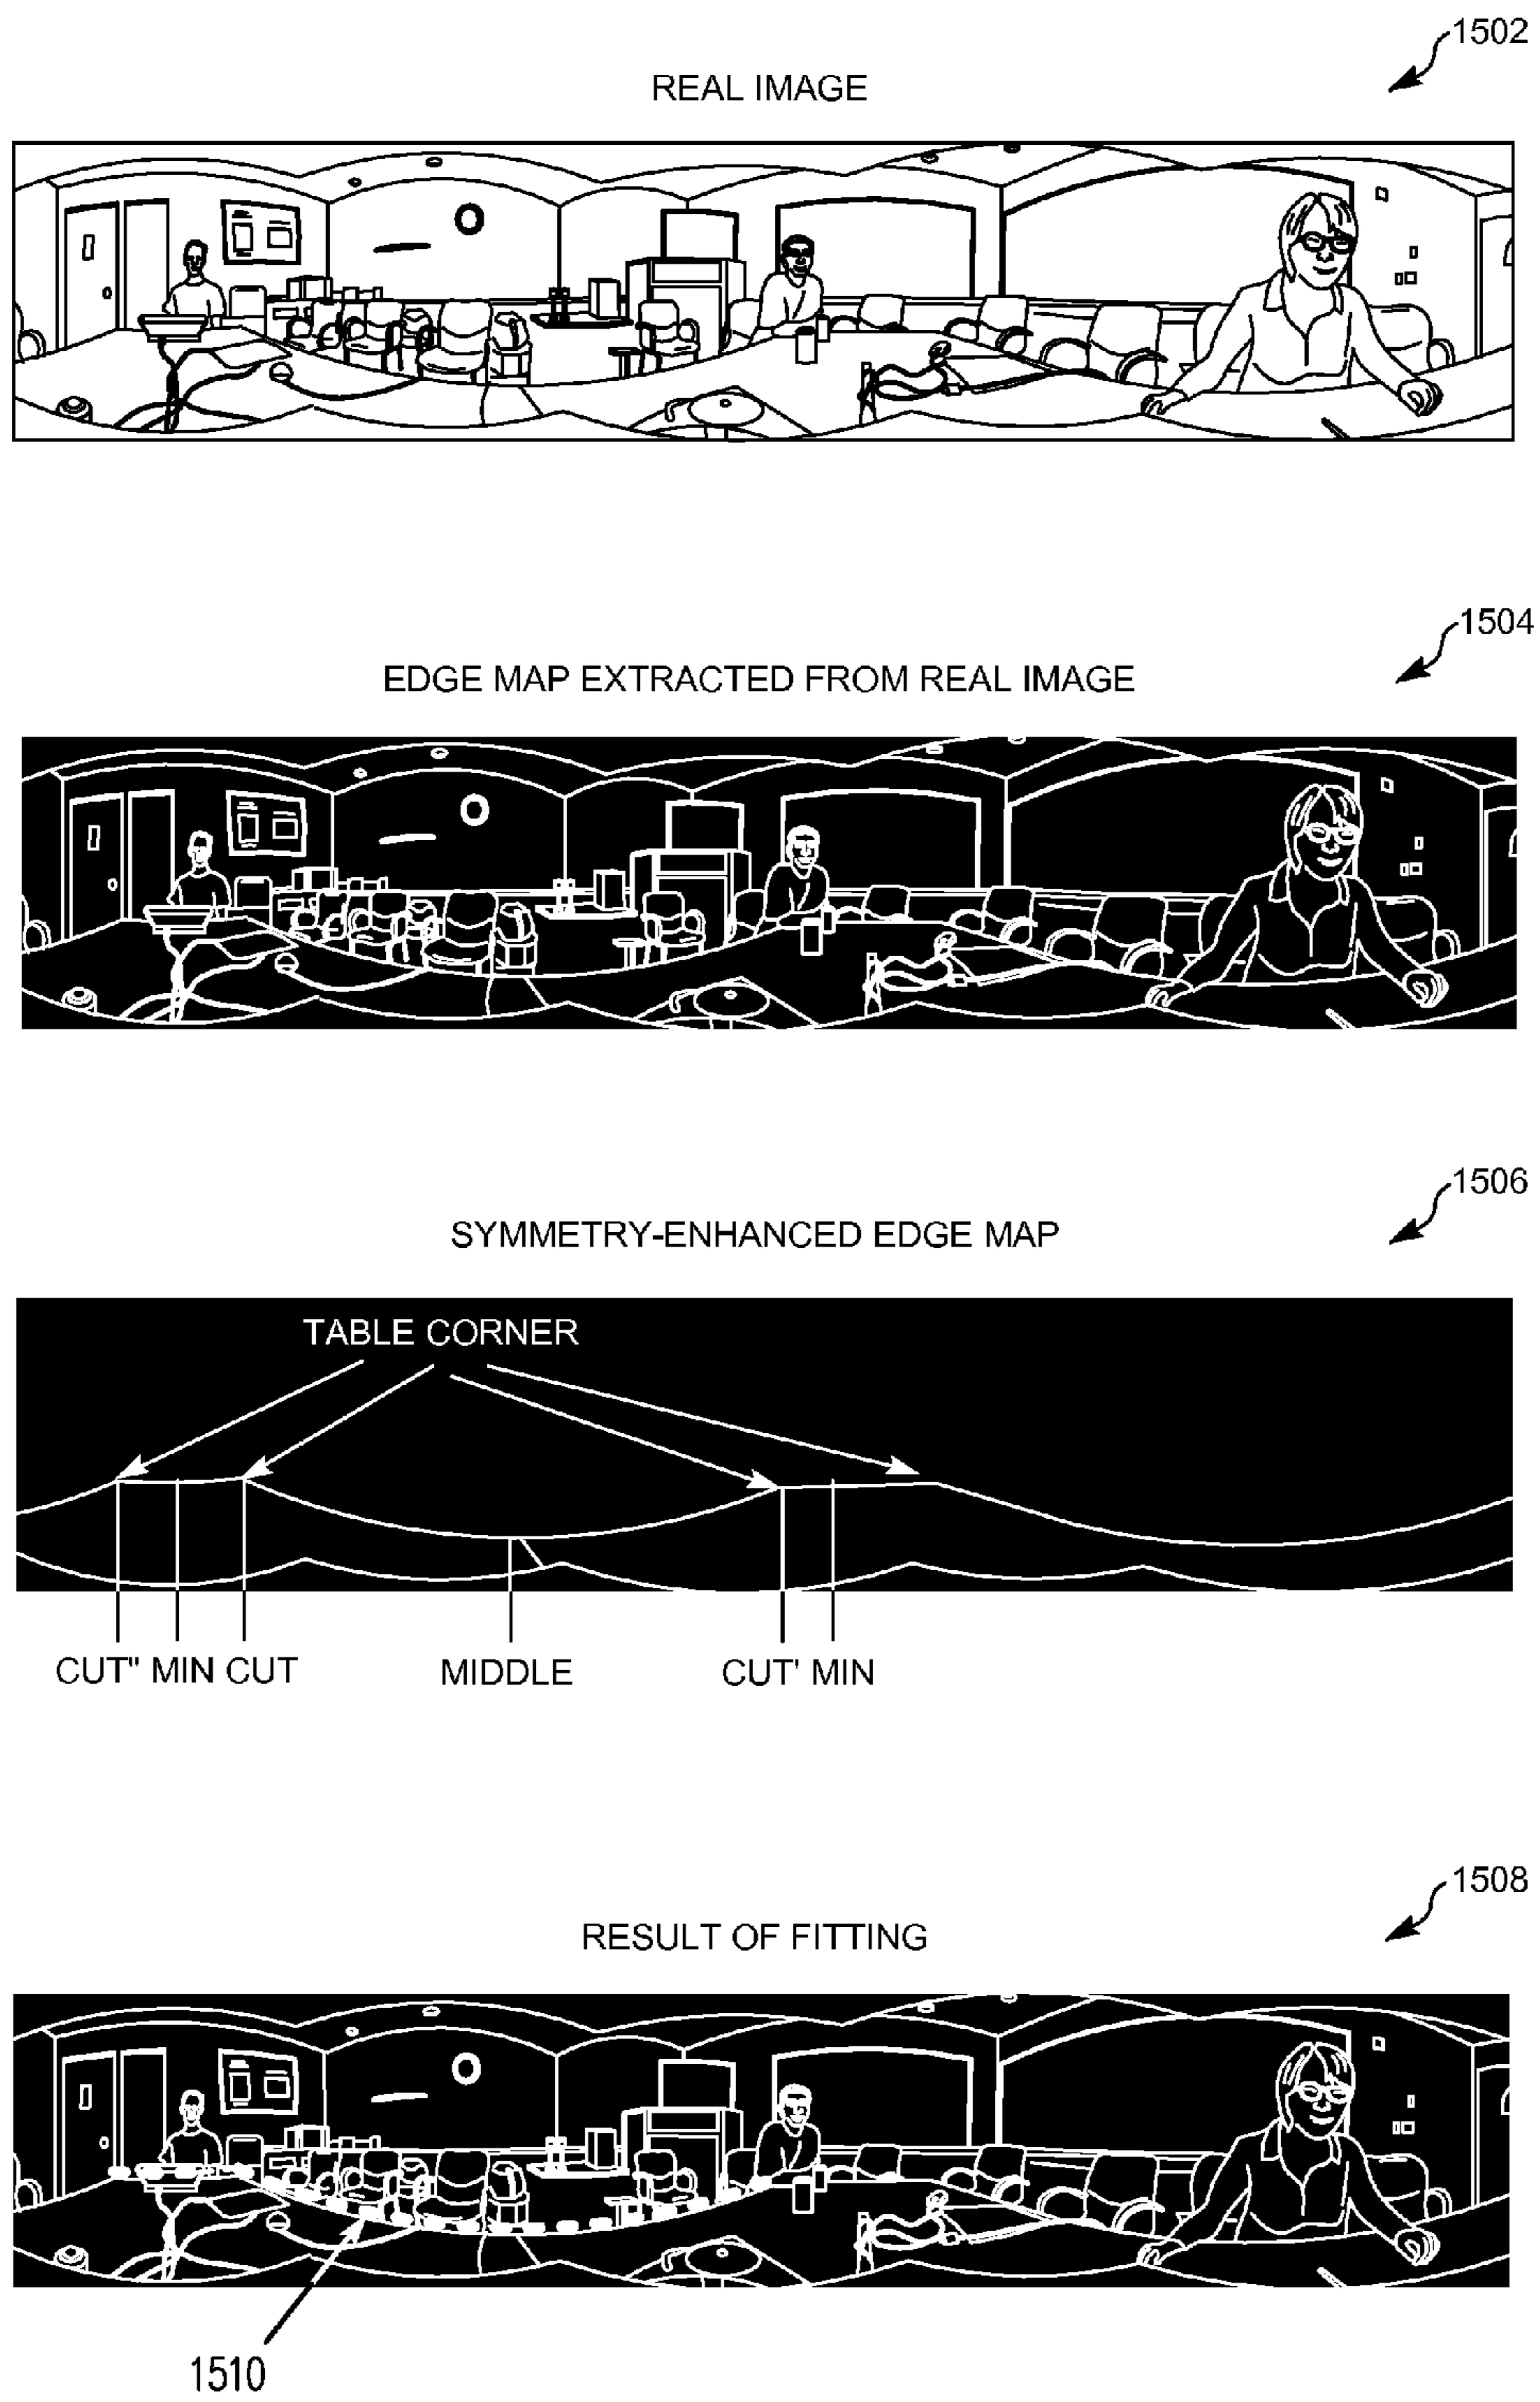 1502
REAL IMAGE
1504
EDGE MAP EXTRACTED FROM REAL IMAGE
1506
SYMMETRY-ENHANCED EDGE MAP
TABLE CORNER
CUT" MIN CUT MIDDLE CUT' MIN
1508
RESULT OF FITTING
1510